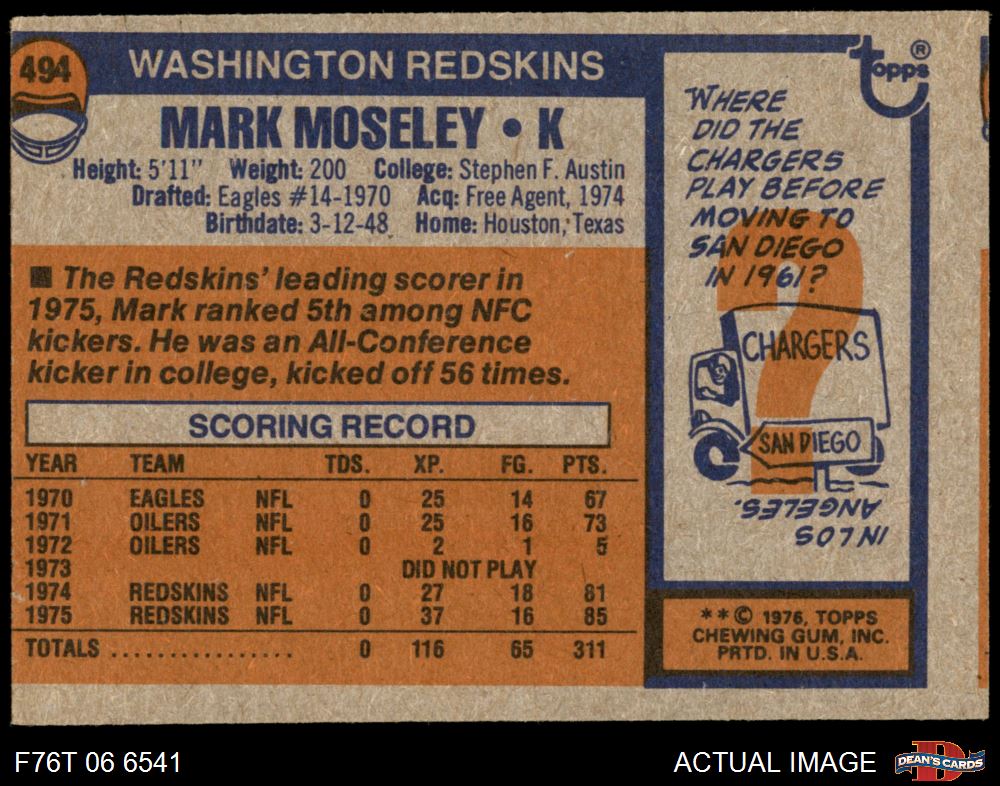 494
WASHINGTON REDSKINS
MARK MOSELEY • K
Height: 5'11" Weight: 200 College: Stephen F. Austin
Drafted: Eagles #14-1970 Acq: Free Agent, 1974
Birthdate: 3-12-48 Home: Houston, Texas
■ The Redskins' leading scorer in
1975, Mark ranked 5th among NFC
kickers. He was an All-Conference
kicker in college, kicked off 56 times.
SCORING RECORD
YEAR TEAM TDS. XP. FG. PTS.
1970 EAGLES NFL 0 25 14 67
1971 OILERS NFL 0 25 16 73
1972 OILERS NFL 0 2 1 5
1973 DID NOT PLAY
1974 REDSKINS NFL 0 27 18 81
1975 REDSKINS NFL 0 37 16 85
TOTALS ................ 0 116 65 311
topps®
WHERE
DID THE
CHARGERS
PLAY BEFORE
MOVING TO
SAN DIEGO
IN 1961?
?
CHARGERS
SAN DIEGO
IN LOS
ANGELES.
**© 1976, TOPPS
CHEWING GUM, INC.
PRTD. IN U.S.A.
F76T 06 6541
ACTUAL IMAGE
D
DEAN'S CARDS